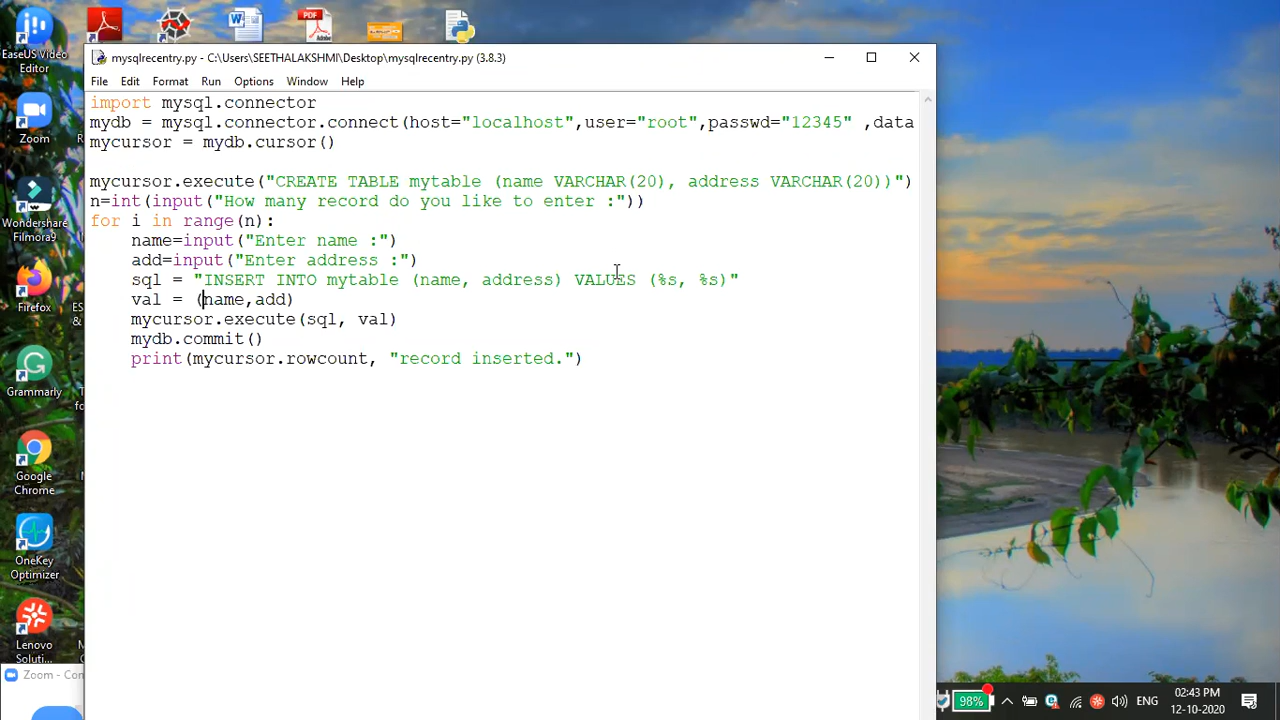 EaseUS Video
Editor
Zoom
Wondershare
Filmora9
Firefox
Grammarly
Google
Chrome
OneKey
Optimizer
Lenovo
Soluti...
PDF
mysqlrecentry.py - C:\Users\SEETHALAKSHMI\Desktop\mysqlrecentry.py (3.8.3)
File Edit Format Run Options Window Help
import mysql.connector
mydb = mysql.connector.connect(host="localhost",user="root",passwd="12345" ,data
mycursor = mydb.cursor()
mycursor.execute("CREATE TABLE mytable (name VARCHAR(20), address VARCHAR(20))")
n=int(input("How many record do you like to enter :"))
for i in range(n):
name=input("Enter name :")
add=input("Enter address :")
sql = "INSERT INTO mytable (name, address) VALUES (%s, %s)"
val = (name,add)
mycursor.execute(sql, val)
mydb.commit()
print(mycursor.rowcount, "record inserted.")
Zoom - Con
98%
ENG
02:43 PM
12-10-2020